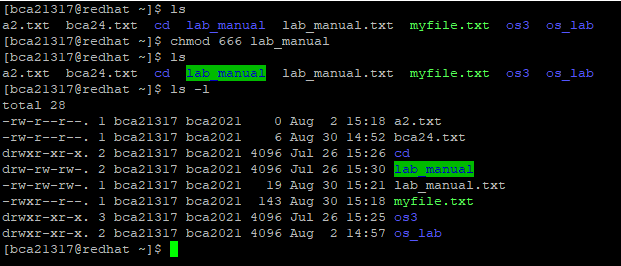 [bca21317@redhat ~]$ ls
a2.txt bca24.txt cd lab_manual lab_manual.txt myfile.txt os3 os_lab
[bca21317@redhat ~]$ chmod 666 lab_manual
[bca21317@redhat ~]$ ls
a2.txt bca24.txt cd lab_manual lab_manual.txt myfile.txt os3 os_lab
[bca21317@redhat ~]$ ls -l
total 28
-rw-r--r--. 1 bca21317 bca2021 0 Aug 2 15:18 a2.txt
-rw-r--r--. 1 bca21317 bca2021 6 Aug 30 14:52 bca24.txt
drwxr-xr-x. 2 bca21317 bca2021 4096 Jul 26 15:26 cd
drw-rw-rw-. 2 bca21317 bca2021 4096 Jul 26 15:30 lab_manual
-rw-rw-rw-. 1 bca21317 bca2021 19 Aug 30 15:21 lab_manual.txt
-rwxr--r--. 1 bca21317 bca2021 143 Aug 30 15:18 myfile.txt
drwxr-xr-x. 3 bca21317 bca2021 4096 Jul 26 15:25 os3
drwxr-xr-x. 2 bca21317 bca2021 4096 Aug 2 14:57 os_lab
[bca21317@redhat ~]$